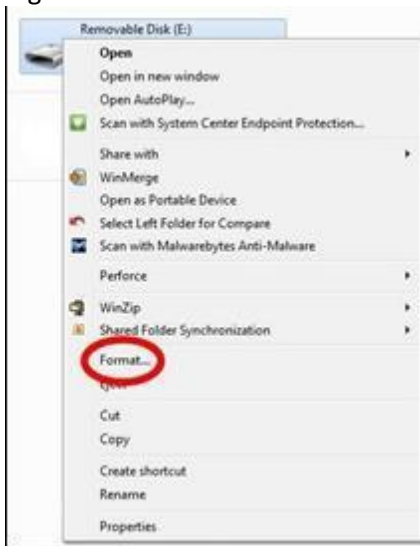 Removable Disk (E:)
Open
Open in new window
Open AutoPlay...
Scan with System Center Endpoint Protection...
Share with
WinMerge
Open as Portable Device
Select Left Folder for Compare
Scan with Malwarebytes Anti-Malware
Perforce
WinZip
Shared Folder Synchronization
Format...
Eject
Cut
Copy
Create shortcut
Rename
Properties